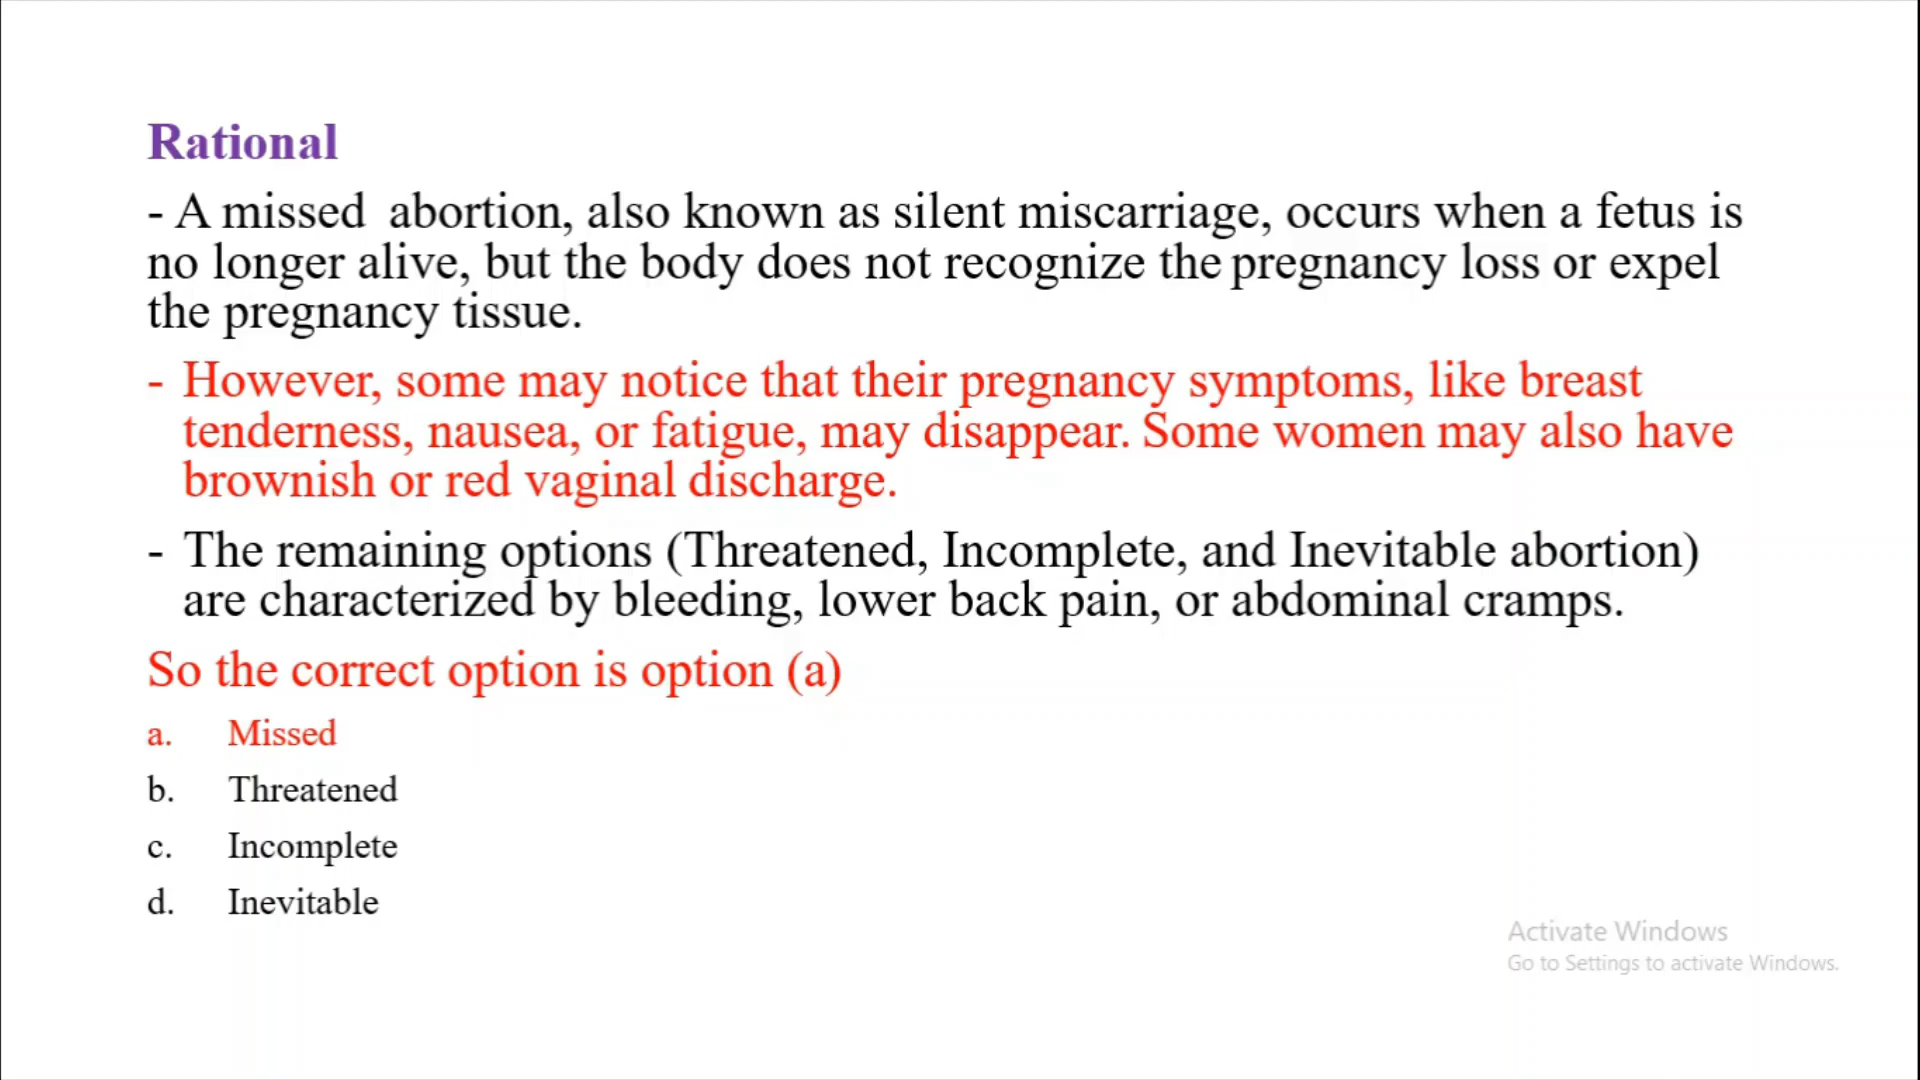 Rational
- A missed abortion, also known as silent miscarriage, occurs when a fetus is
no longer alive, but the body does not recognize the pregnancy loss or expel
the pregnancy tissue.
- However, some may notice that their pregnancy symptoms, like breast
tenderness, nausea, or fatigue, may disappear. Some women may also have
brownish or red vaginal discharge.
- The remaining options (Threatened, Incomplete, and Inevitable abortion)
are characterized by bleeding, lower back pain, or abdominal cramps.
So the correct option is option (a)
a. Missed
b. Threatened
c. Incomplete
d. Inevitable
Activate Windows
Go to Settings to activate Windows.